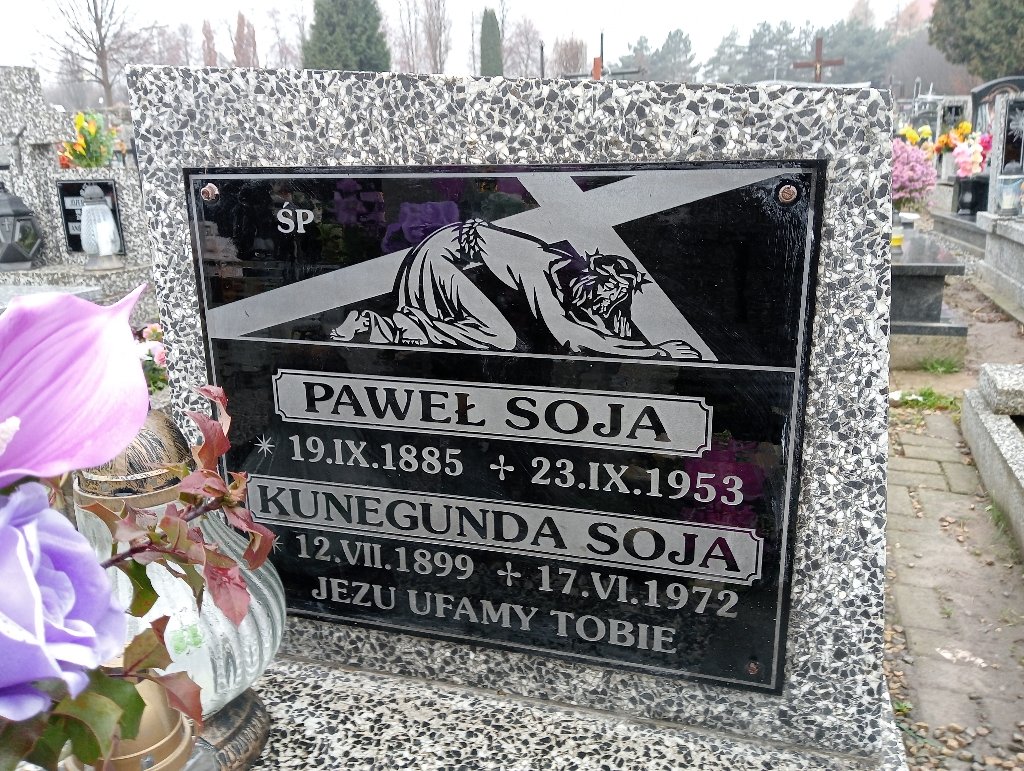 ŚP
PAWEŁ SOJA
* 19.IX.1885 + 23.IX.1953
KUNEGUNDA SOJA
* 12.VII.1899 + 17.VI.1972
JEZU UFAMY TOBIE